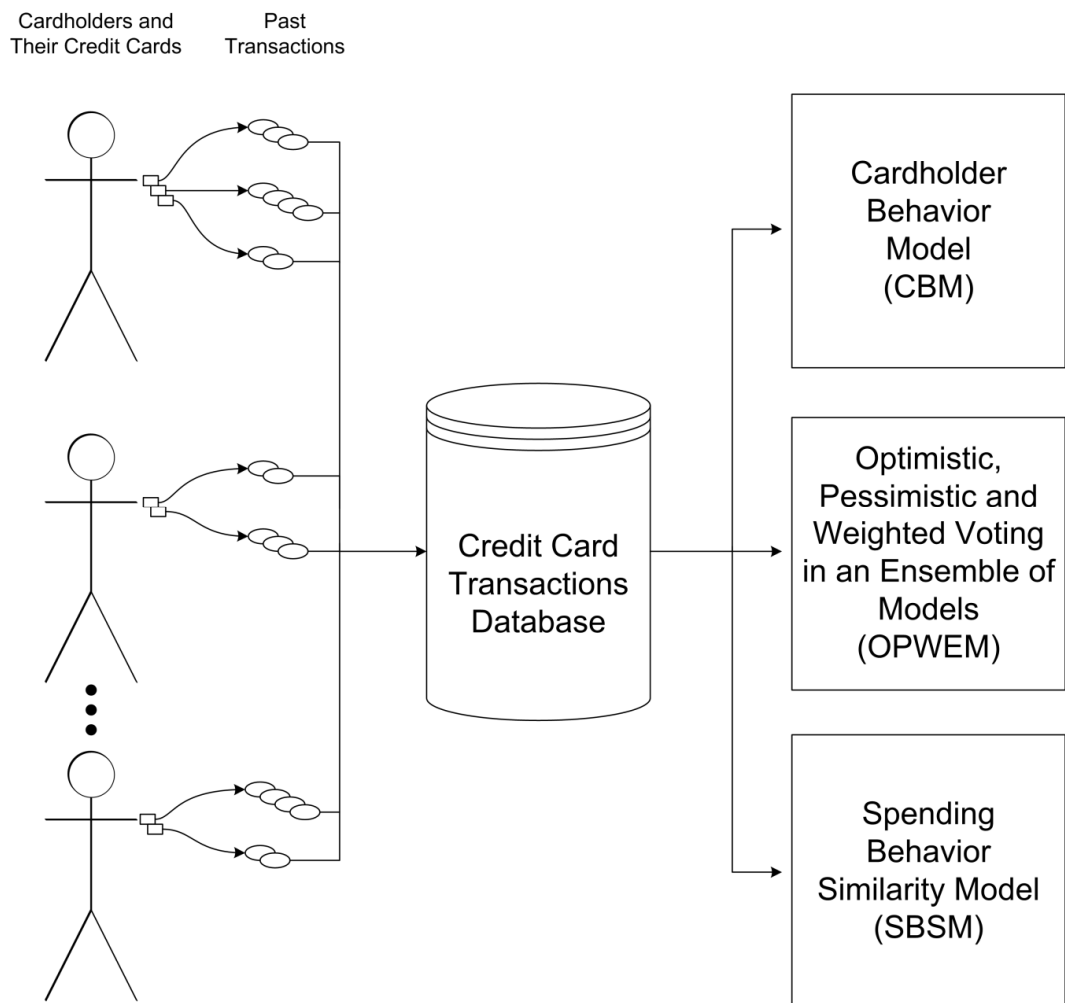 Cardholders and
Their Credit Cards
Past
Transactions
Cardholder
Behavior
Model
(CBM)
Credit Card
Transactions
Database
Optimistic,
Pessimistic and
Weighted Voting
in an Ensemble of
Models
(OPWEM)
Spending
Behavior
Similarity Model
(SBSM)